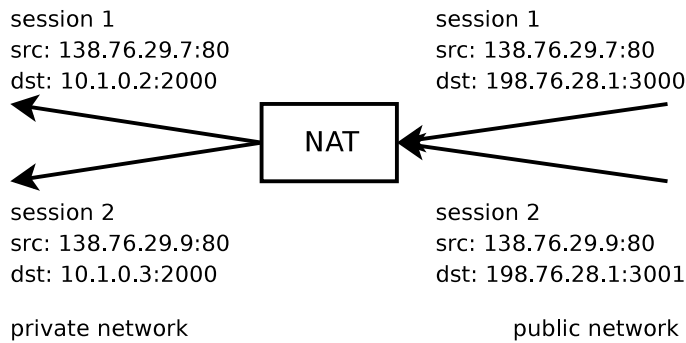 session 1
src: 138.76.29.7:80
dst: 10.1.0.2:2000
session 1
src: 138.76.29.7:80
dst: 198.76.28.1:3000
NAT
session 2
src: 138.76.29.9:80
dst: 10.1.0.3:2000
session 2
src: 138.76.29.9:80
dst: 198.76.28.1:3001
private network
public network